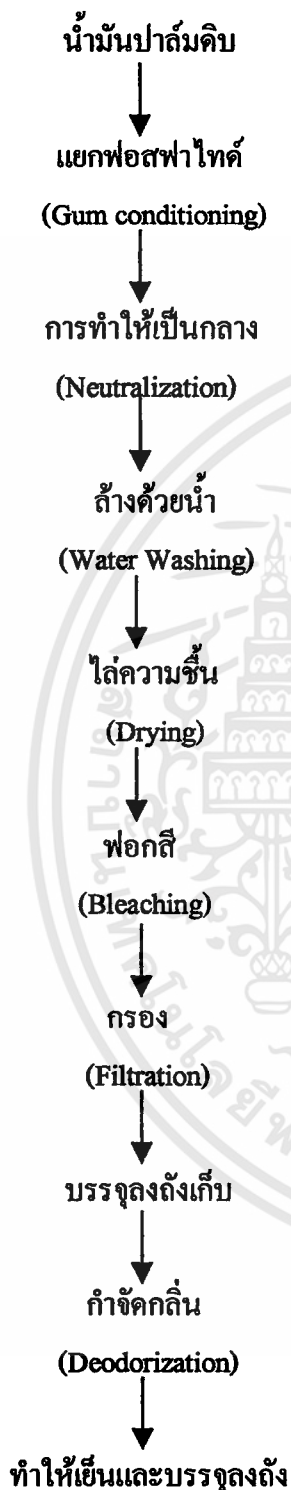 น้ำมันปาล์มดิบ
แยกฟอสฟาไทด์
(Gum conditioning)
การทำให้เป็นกลาง
(Neutralization)
ล้างด้วยน้ำ
(Water Washing)
ไล่ความชื้น
(Drying)
ฟอกสี
(Bleaching)
กรอง
(Filtration)
บรรจุลงถังเก็บ
กำจัดกลิ่น
(Deodorization)
ทำให้เย็นและบรรจุลงถัง